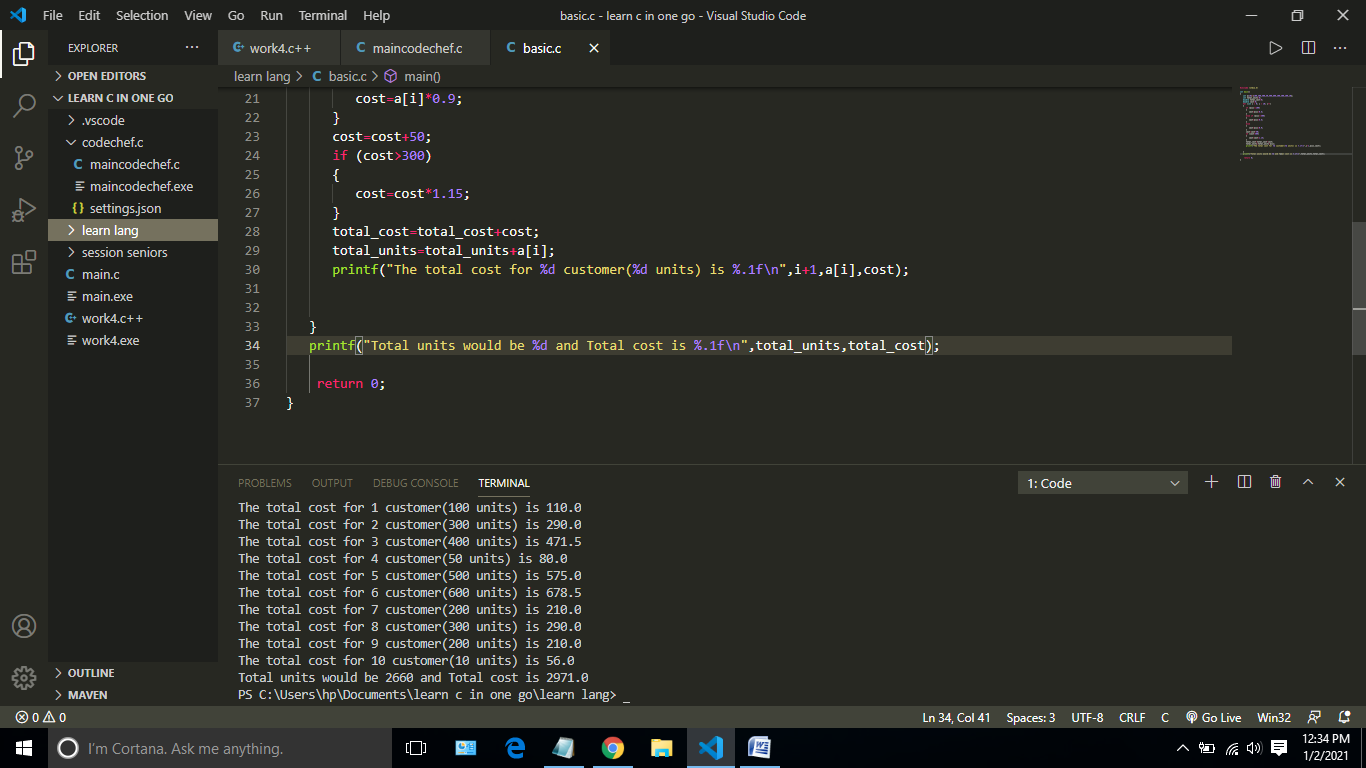 File Edit Selection View Go Run Terminal Help basic.c - learn c in one go - Visual Studio Code
EXPLORER ···
work4.c++ maincodechef.c basic.c
OPEN EDITORS
learn lang > basic.c > main()
LEARN C IN ONE GO
.vscode
codechef.c
maincodechef.c
maincodechef.exe
{} settings.json
learn lang
session seniors
main.c
main.exe
work4.c++
work4.exe
OUTLINE
MAVEN
21 cost=a[i]*0.9;
22 }
23 cost=cost+50;
24 if (cost>300)
25 {
26 cost=cost*1.15;
27 }
28 total_cost=total_cost+cost;
29 total_units=total_units+a[i];
30 printf("The total cost for %d customer(%d units) is %.1f\n",i+1,a[i],cost);
31
32
33 }
34 printf("Total units would be %d and Total cost is %.1f\n",total_units,total_cost);
35
36 return 0;
37 }
PROBLEMS OUTPUT DEBUG CONSOLE TERMINAL 1: Code
The total cost for 1 customer(100 units) is 110.0
The total cost for 2 customer(300 units) is 290.0
The total cost for 3 customer(400 units) is 471.5
The total cost for 4 customer(50 units) is 80.0
The total cost for 5 customer(500 units) is 575.0
The total cost for 6 customer(600 units) is 678.5
The total cost for 7 customer(200 units) is 210.0
The total cost for 8 customer(300 units) is 290.0
The total cost for 9 customer(200 units) is 210.0
The total cost for 10 customer(10 units) is 56.0
Total units would be 2660 and Total cost is 2971.0
PS C:\Users\hp\Documents\learn c in one go\learn lang> _
0 0 Ln 34, Col 41 Spaces: 3 UTF-8 CRLF C Go Live Win32
I'm Cortana. Ask me anything.
12:34 PM
1/2/2021